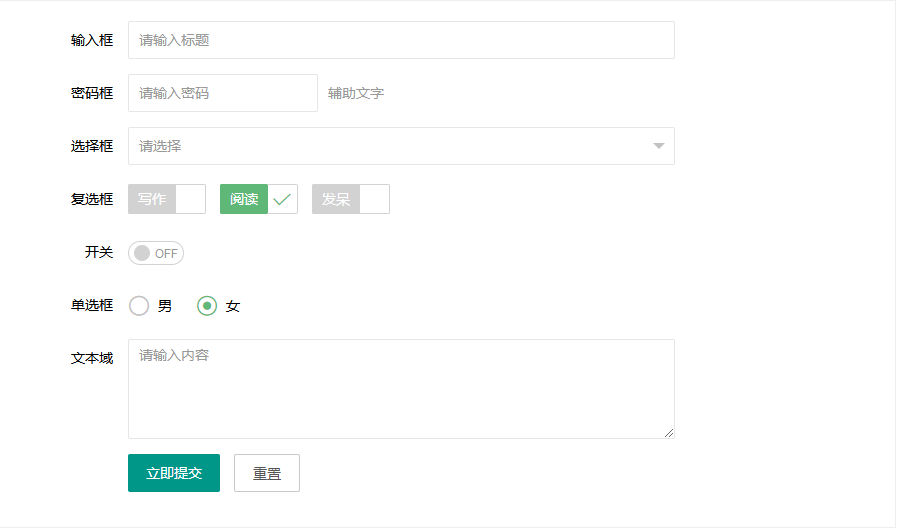 输入框 请输入标题
密码框 请输入密码 辅助文字
选择框 请选择
复选框 写作 阅读 发呆
开关 OFF
单选框 男 女
文本域 请输入内容
立即提交 重置